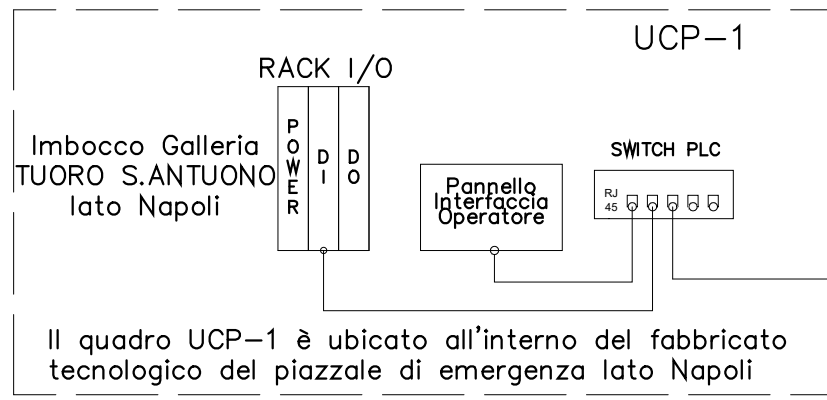 UCP-1
RACK I/O
Imbocco Galleria
TUORO S.ANTUONO
lato Napoli
POWER
DI
DO
Pannello
Interfaccia
Operatore
SWITCH PLC
RJ
45
Il quadro UCP-1 è ubicato all'interno del fabbricato
tecnologico del piazzale di emergenza lato Napoli